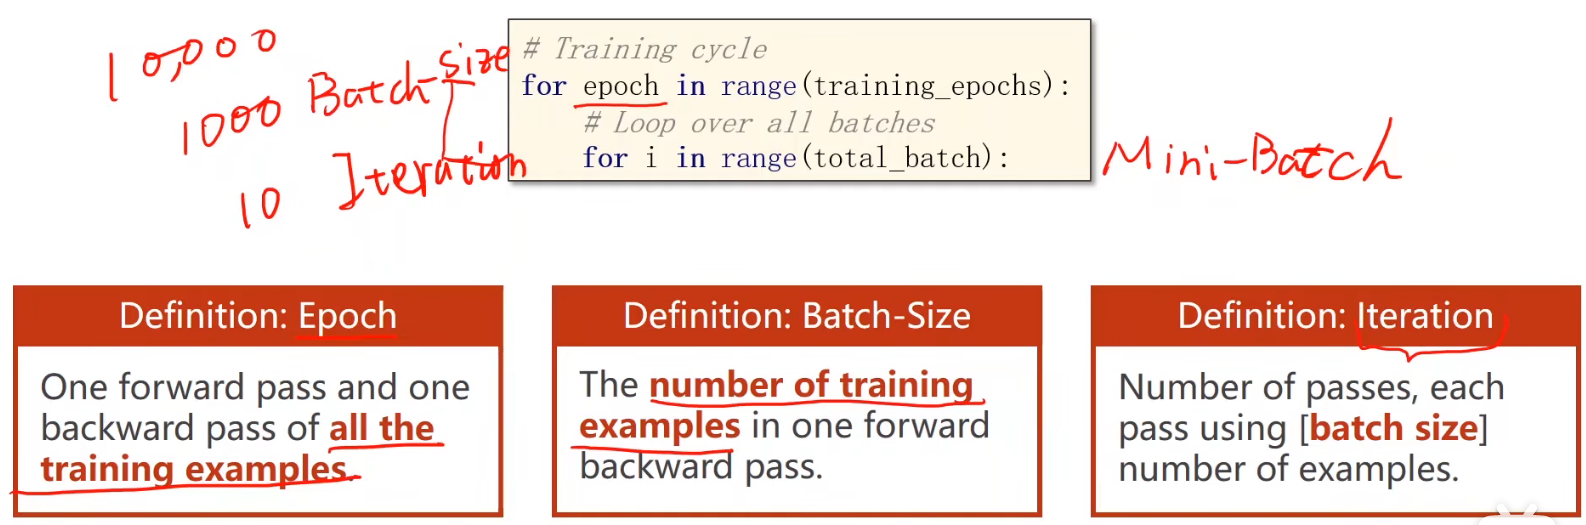 10,000
1000 Batch-size
10 Iteration
# Training cycle
for epoch in range(training_epochs):
# Loop over all batches
for i in range(total_batch):
Mini-Batch
Definition: Epoch
One forward pass and one
backward pass of all the
training examples.
Definition: Batch-Size
The number of training
examples in one forward
backward pass.
Definition: Iteration
Number of passes, each
pass using [batch size]
number of examples.